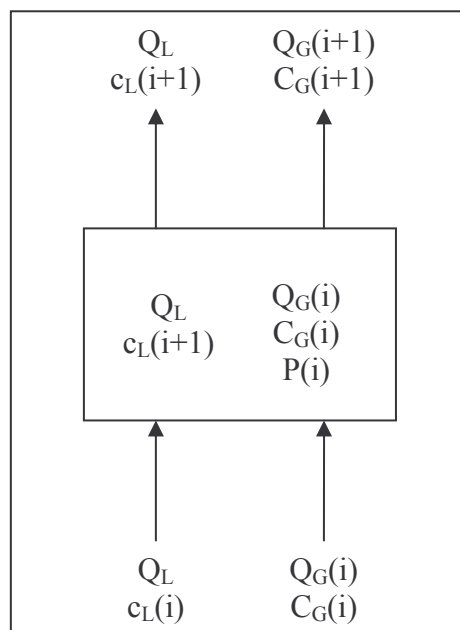 Q_L Q_G(i+1)
c_L(i+1) C_G(i+1)
Q_L Q_G(i)
c_L(i+1) C_G(i)
P(i)
Q_L Q_G(i)
c_L(i) C_G(i)